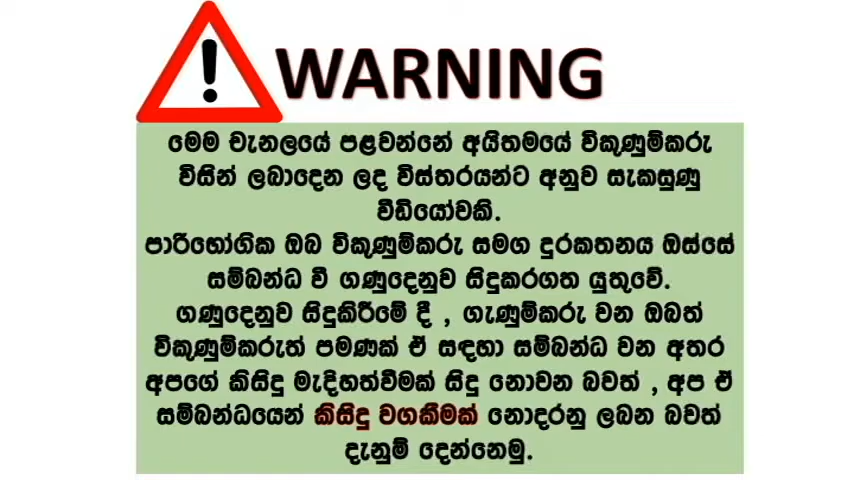 WARNING
මෙම චැනලයේ පළවන්නේ අයිතමයේ විකුණුම්කරු
විසින් ලබාදෙන ලද විස්තරයන්ට අනුව සැකසුණු
වීඩියෝවකි.
පාරිභෝගික ඔබ විකුණුම්කරු සමග දුරකතනය ඔස්සේ
සම්බන්ධ වී ගණුදෙනුව සිදුකරගත යුතුවේ.
ගණුදෙනුව සිදුකිරීමේ දී , ගැණුම්කරු වන ඔබත්
විකුණුම්කරුත් පමණක් ඒ සඳහා සම්බන්ධ වන අතර
අපගේ කිසිදු මැදිහත්වීමක් සිදු නොවන බවත් , අප ඒ
සම්බන්ධයෙන් කිසිදු වගකීමක් නොදරනු ලබන බවත්
දැනුම් දෙන්නෙමු.